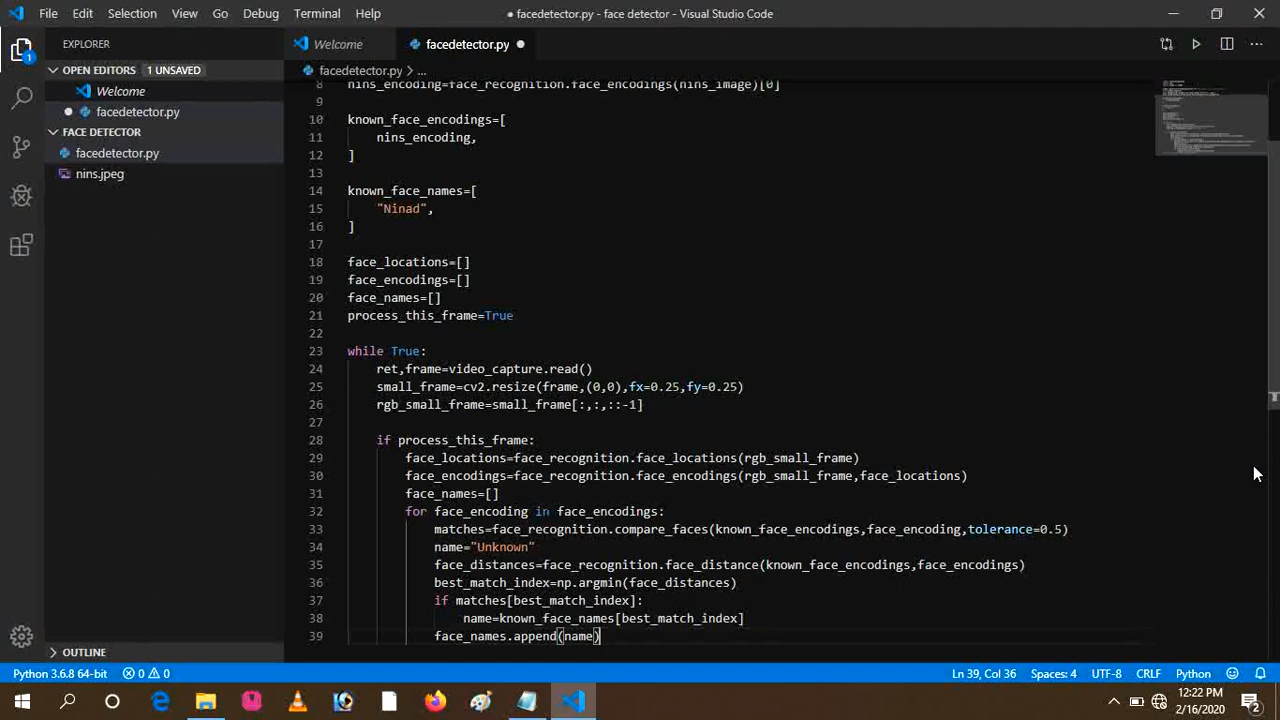 File Edit Selection View Go Debug Terminal Help
● facedetector.py - face detector - Visual Studio Code
EXPLORER
OPEN EDITORS 1 UNSAVED
Welcome
facedetector.py
FACE DETECTOR
facedetector.py
nins.jpeg
OUTLINE
1
Welcome
facedetector.py
facedetector.py > ...
8 nins_encoding=face_recognition.face_encodings(nins_image)[0]
9
10 known_face_encodings=[
11 nins_encoding,
12 ]
13
14 known_face_names=[
15 "Ninad",
16 ]
17
18 face_locations=[]
19 face_encodings=[]
20 face_names=[]
21 process_this_frame=True
22
23 while True:
24 ret,frame=video_capture.read()
25 small_frame=cv2.resize(frame,(0,0),fx=0.25,fy=0.25)
26 rgb_small_frame=small_frame[:,:,::-1]
27
28 if process_this_frame:
29 face_locations=face_recognition.face_locations(rgb_small_frame)
30 face_encodings=face_recognition.face_encodings(rgb_small_frame,face_locations)
31 face_names=[]
32 for face_encoding in face_encodings:
33 matches=face_recognition.compare_faces(known_face_encodings,face_encoding,tolerance=0.5)
34 name="Unknown"
35 face_distances=face_recognition.face_distance(known_face_encodings,face_encodings)
36 best_match_index=np.argmin(face_distances)
37 if matches[best_match_index]:
38 name=known_face_names[best_match_index]
39 face_names.append(name)
Python 3.6.8 64-bit 0 0 Ln 39, Col 36 Spaces: 4 UTF-8 CRLF Python
12:22 PM
2/16/2020
2